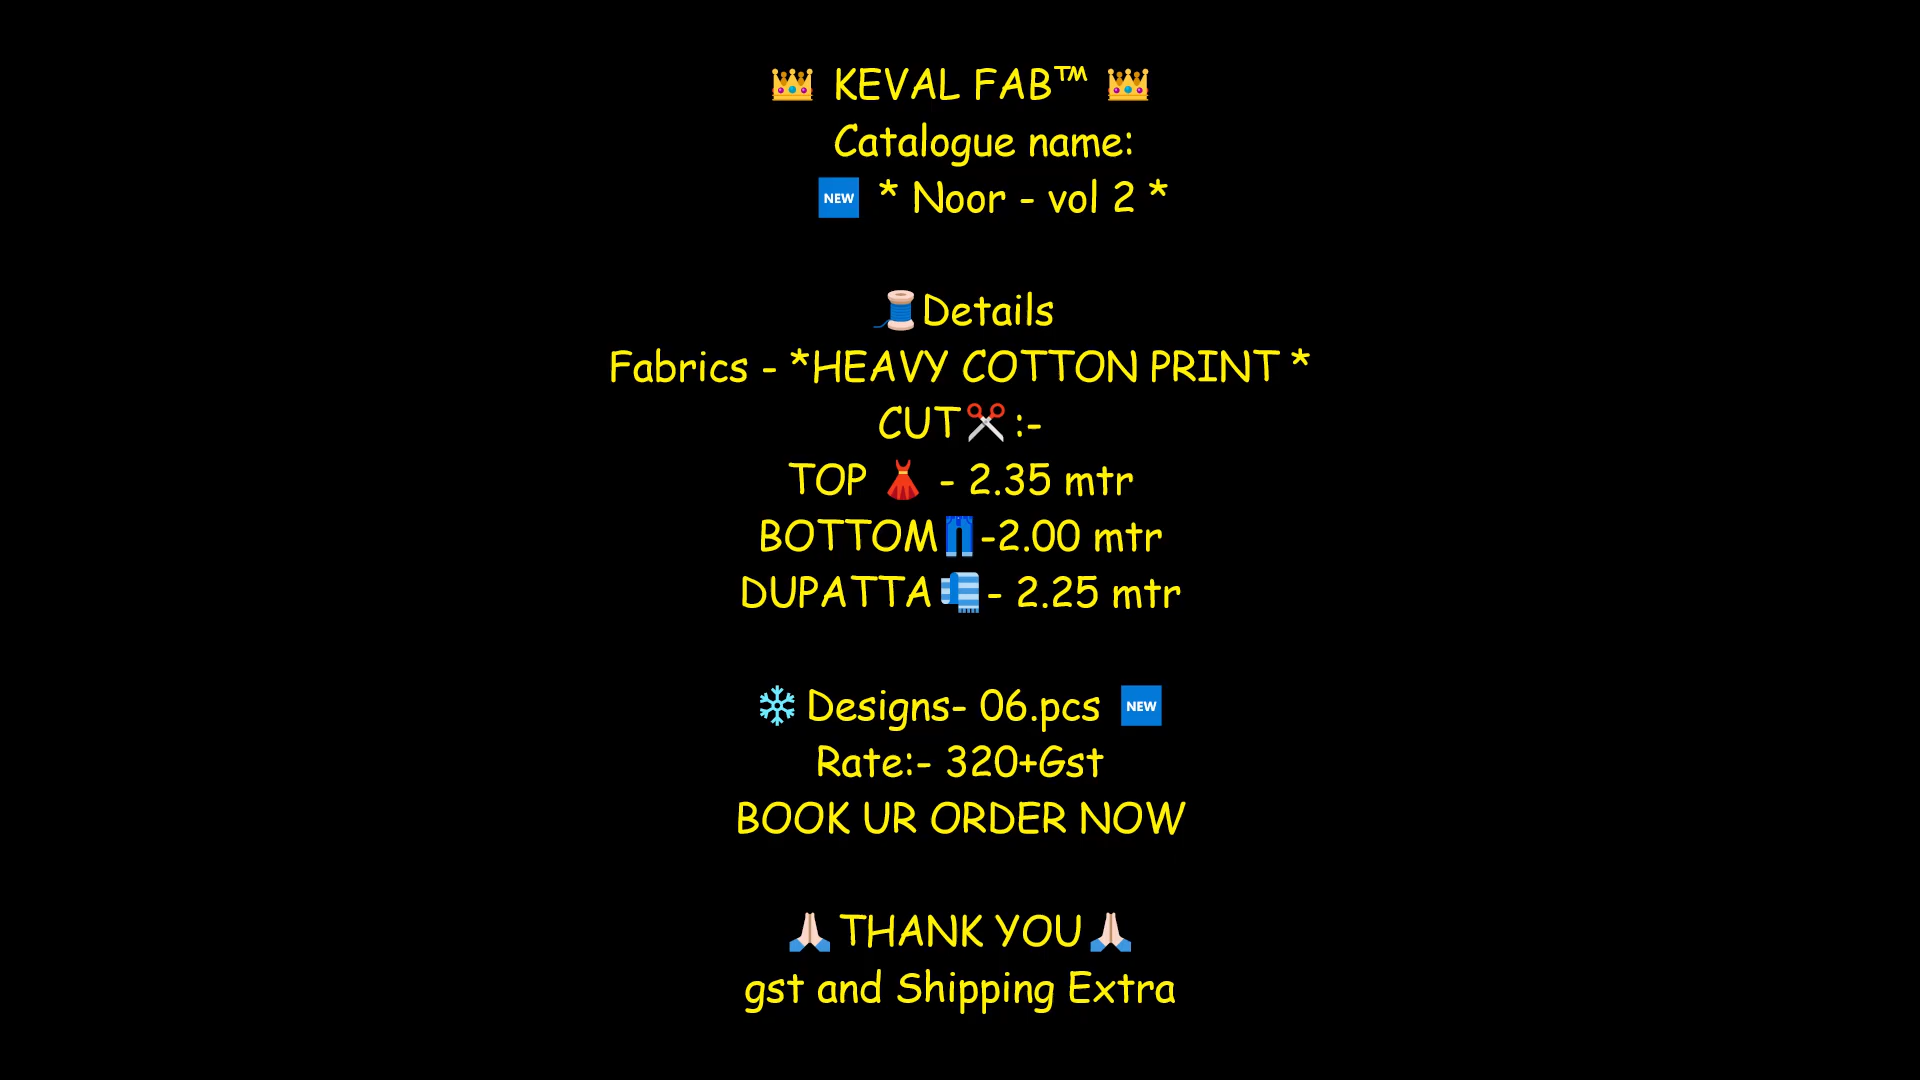 👑 KEVAL FAB™ 👑
Catalogue name:
🆕 * Noor - vol 2 *
🧵Details
Fabrics - *HEAVY COTTON PRINT *
CUT✂️:-
TOP 👗 - 2.35 mtr
BOTTOM👖-2.00 mtr
DUPATTA🧣- 2.25 mtr
❄️Designs- 06.pcs 🆕
Rate:- 320+Gst
BOOK UR ORDER NOW
🙏🏻THANK YOU🙏🏻
gst and Shipping Extra